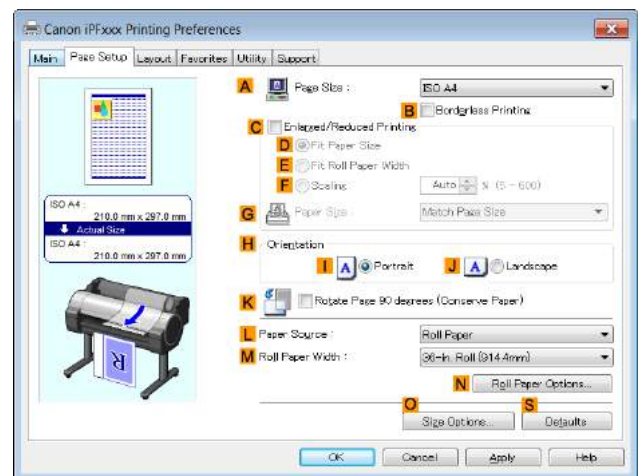 Canon iPFxxx Printing Preferences
Main Page Setup Layout Favorites Utility Support
A Page Size : ISO A4
B Borderless Printing
C Enlarged/Reduced Printing
D Fit Paper Size
E Fit Roll Paper Width
F Scaling Auto % (5 - 600)
G Paper Size : Match Page Size
ISO A4 :
210.0 mm x 297.0 mm
Actual Size
ISO A4 :
210.0 mm x 297.0 mm
H Orientation
I A Portrait J A Landscape
K Rotate Page 90 degrees (Conserve Paper)
L Paper Source : Roll Paper
M Roll Paper Width : 36-in. Roll (914.4mm)
R
N Roll Paper Options...
O S
Size Options... Defaults
OK Cancel Apply Help